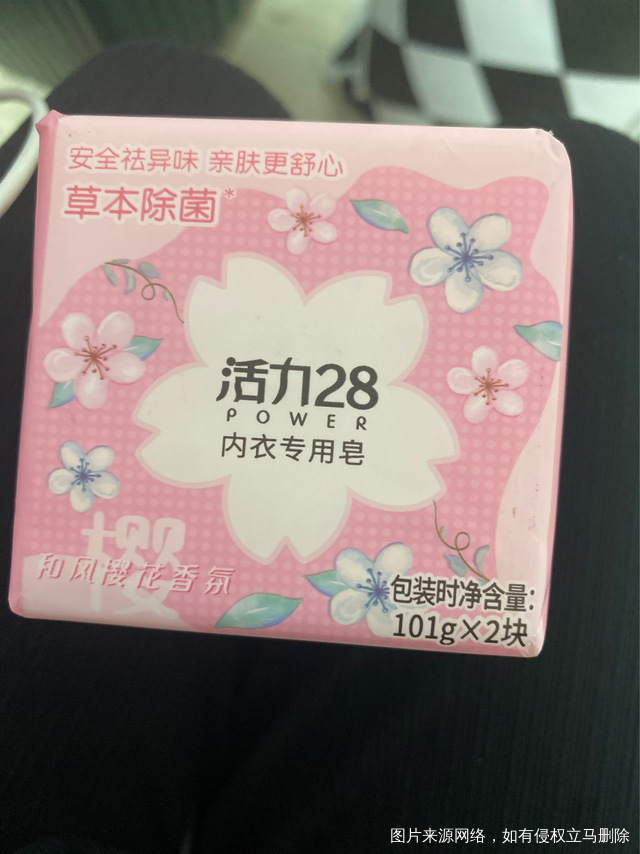 安全祛异味 亲肤更舒心
草本除菌*
活力28
POWER
内衣专用皂
樱
和风樱花香氛
包装时净含量:
101g×2块
图片来源网络，如有侵权立马删除